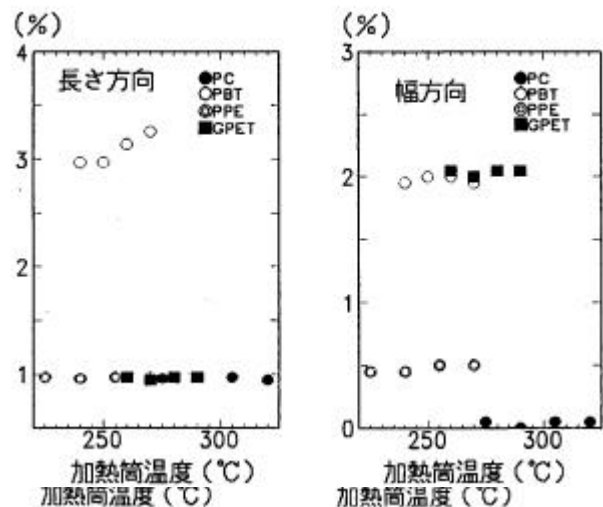 (%)
4
3
2
1
長さ方向
●PC
○PBT
◎PPE
■GPET
250
300
加熱筒温度(℃)
加熱筒温度(℃)
(%)
3
2
1
0
幅方向
●PC
○PBT
◎PPE
■GPET
250
300
加熱筒温度(℃)
加熱筒温度(℃)